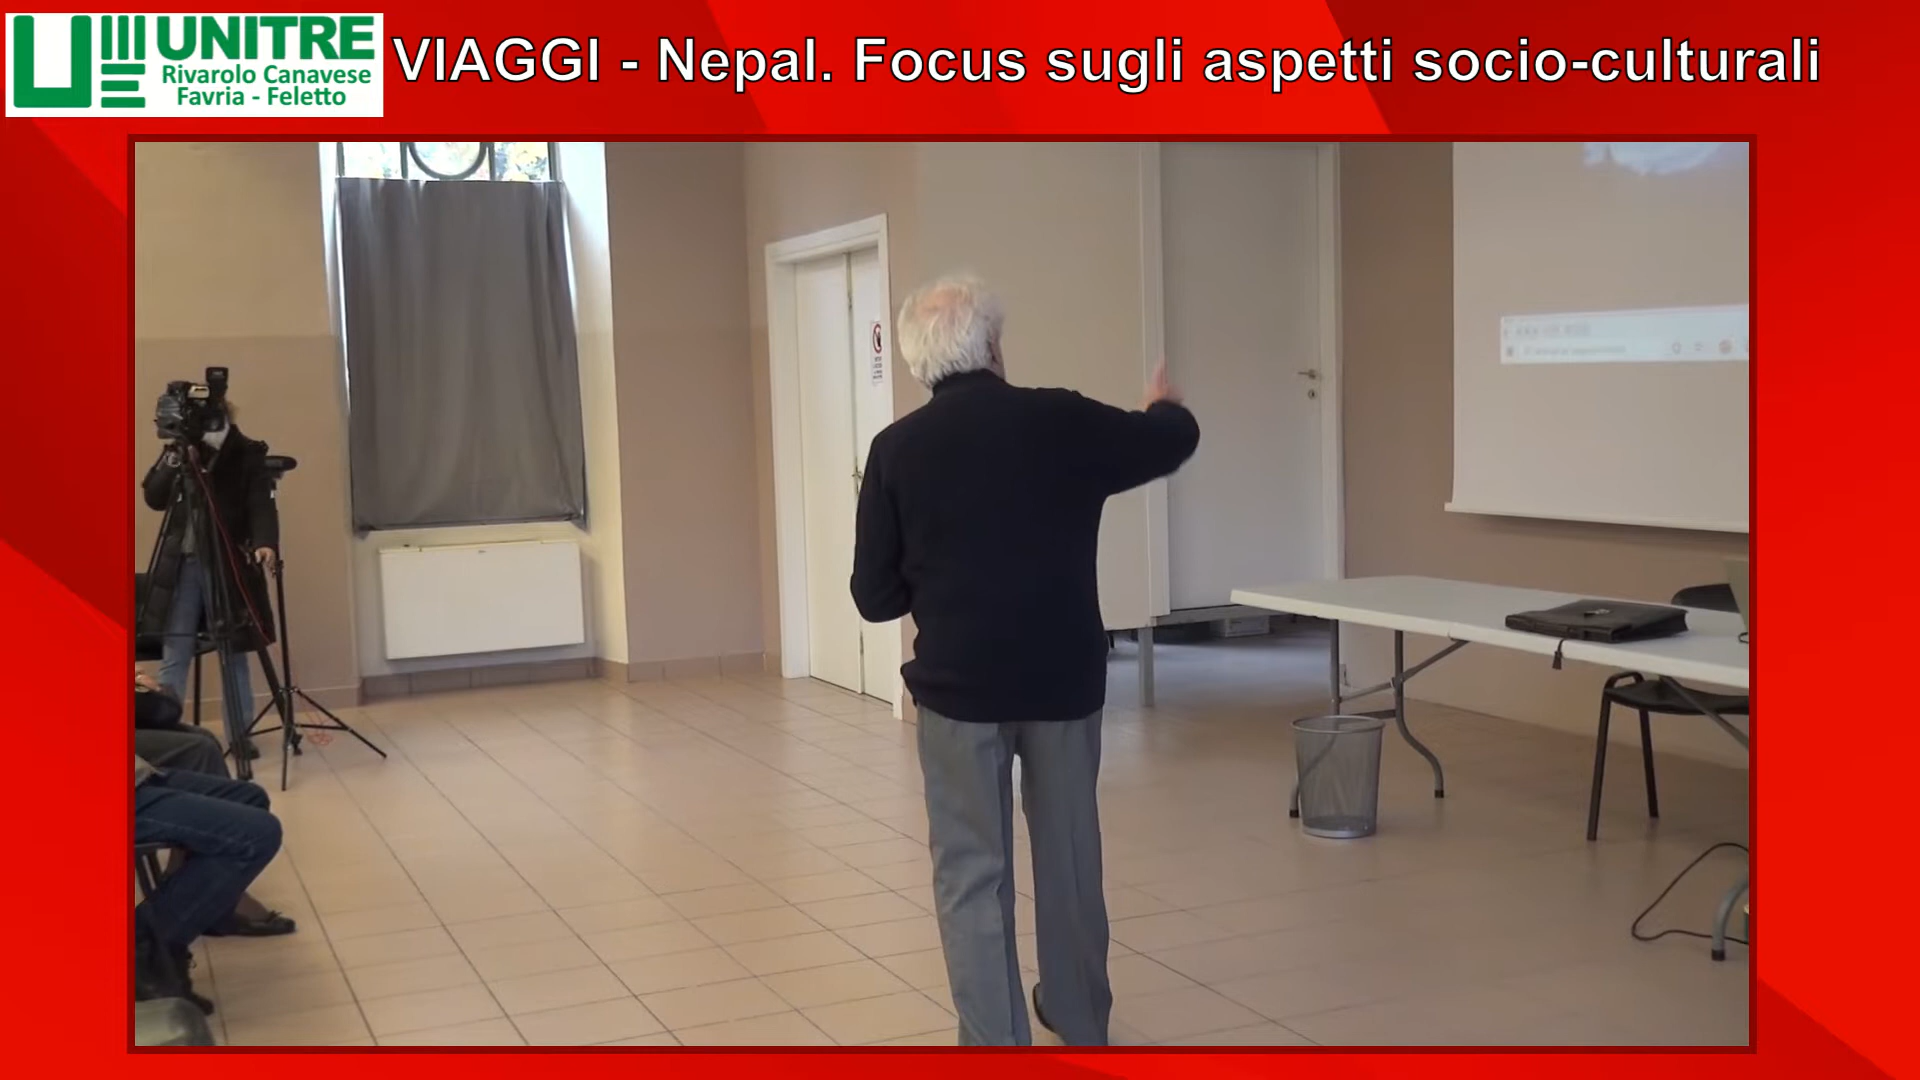 UNITRE
Rivarolo Canavese
Favria - Feletto
VIAGGI - Nepal. Focus sugli aspetti socio-culturali